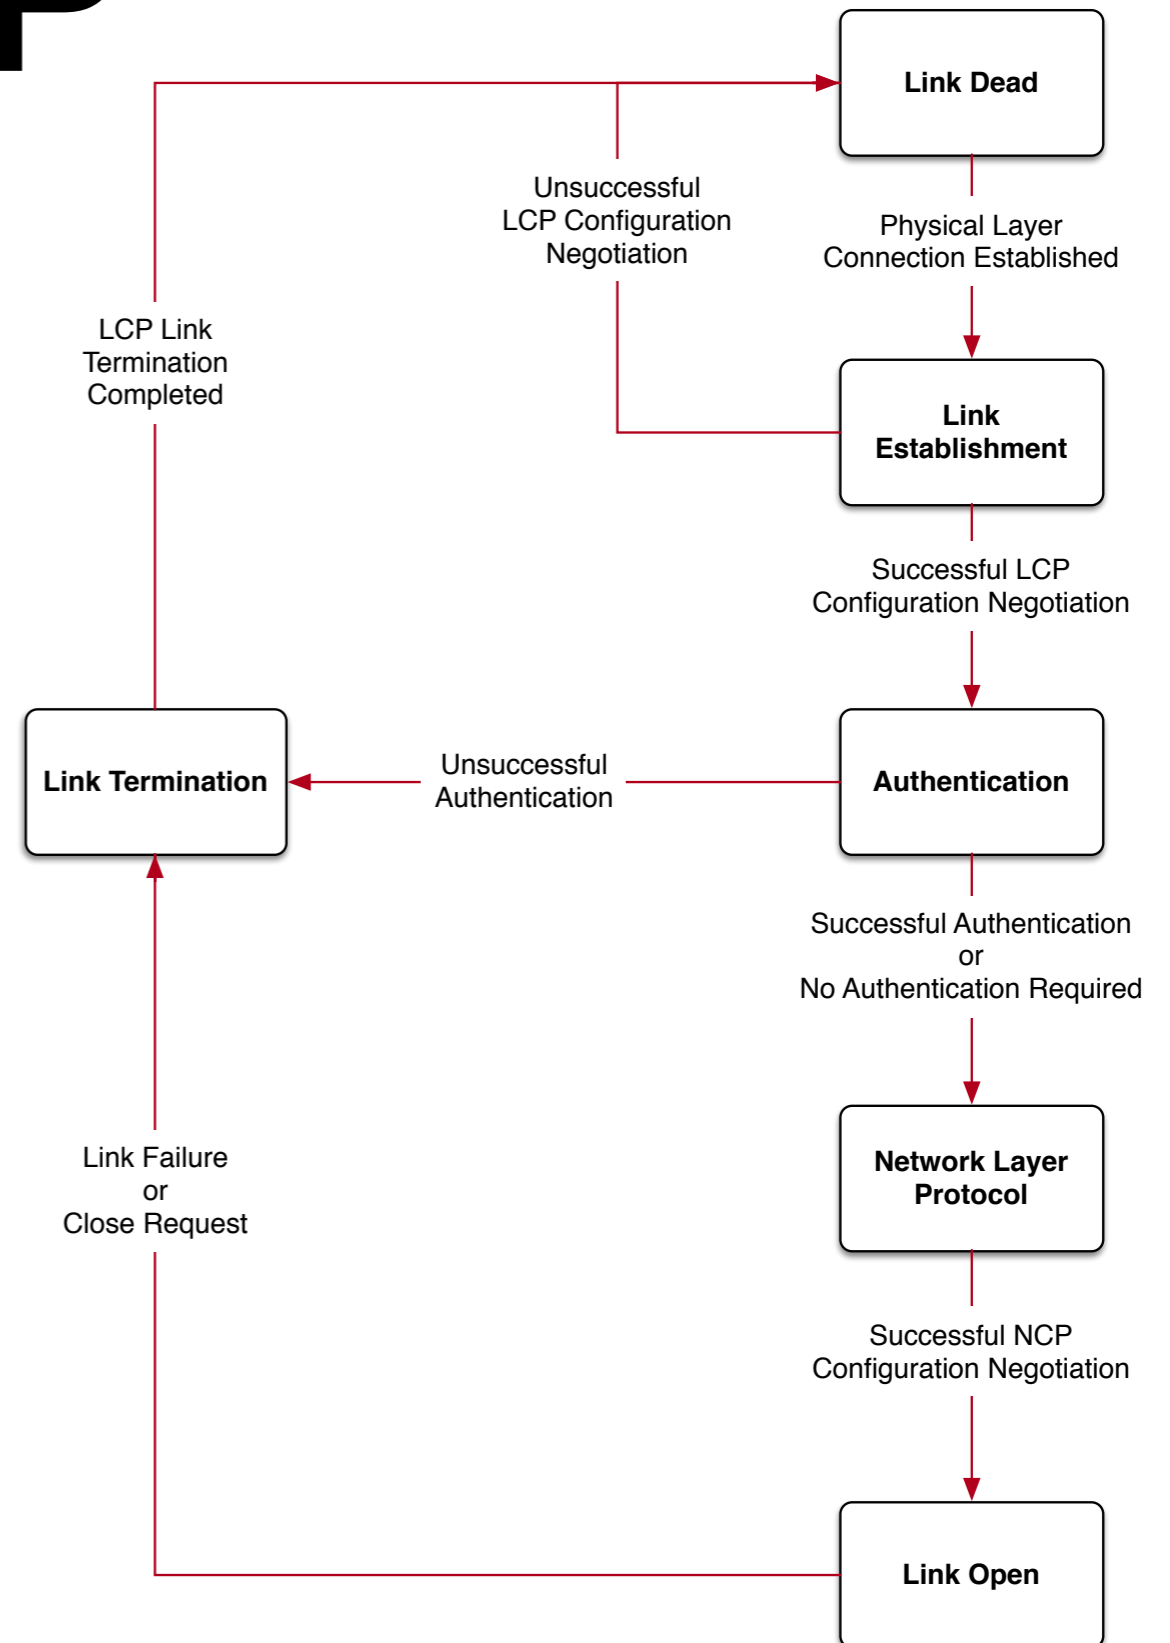 P
Link Dead
Unsuccessful
LCP Configuration
Negotiation
Physical Layer
Connection Established
LCP Link
Termination
Completed
Link
Establishment
Successful LCP
Configuration Negotiation
Link Termination
Unsuccessful
Authentication
Authentication
Successful Authentication
or
No Authentication Required
Link Failure
or
Close Request
Network Layer
Protocol
Successful NCP
Configuration Negotiation
Link Open